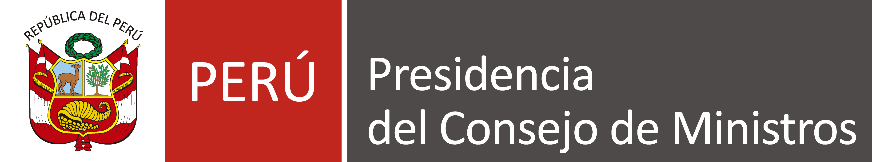 REPÚBLICA DEL PERÚ
PERÚ
Presidencia
del Consejo de Ministros